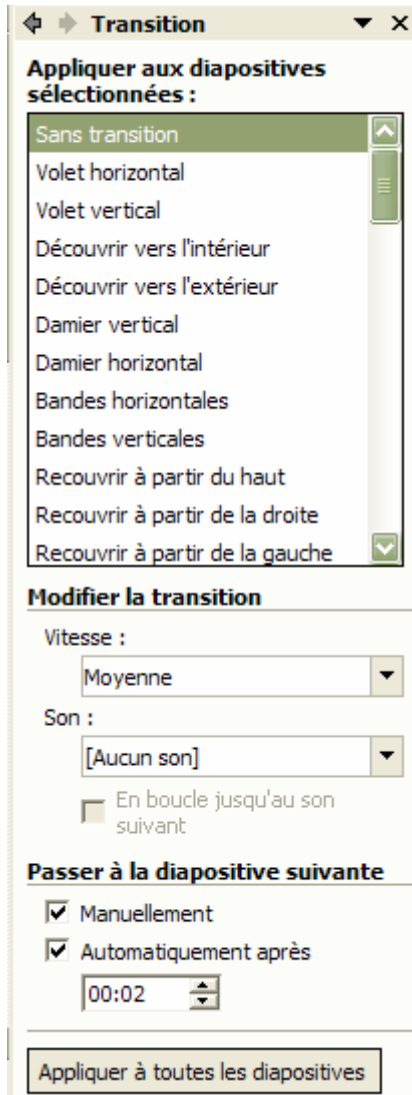 Transition
Appliquer aux diapositives
sélectionnées :
Sans transition
Volet horizontal
Volet vertical
Découvrir vers l'intérieur
Découvrir vers l'extérieur
Damier vertical
Damier horizontal
Bandes horizontales
Bandes verticales
Recouvrir à partir du haut
Recouvrir à partir de la droite
Recouvrir à partir de la gauche
Modifier la transition
Vitesse :
Moyenne
Son :
[Aucun son]
En boucle jusqu'au son
suivant
Passer à la diapositive suivante
Manuellement
Automatiquement après
00:02
Appliquer à toutes les diapositives